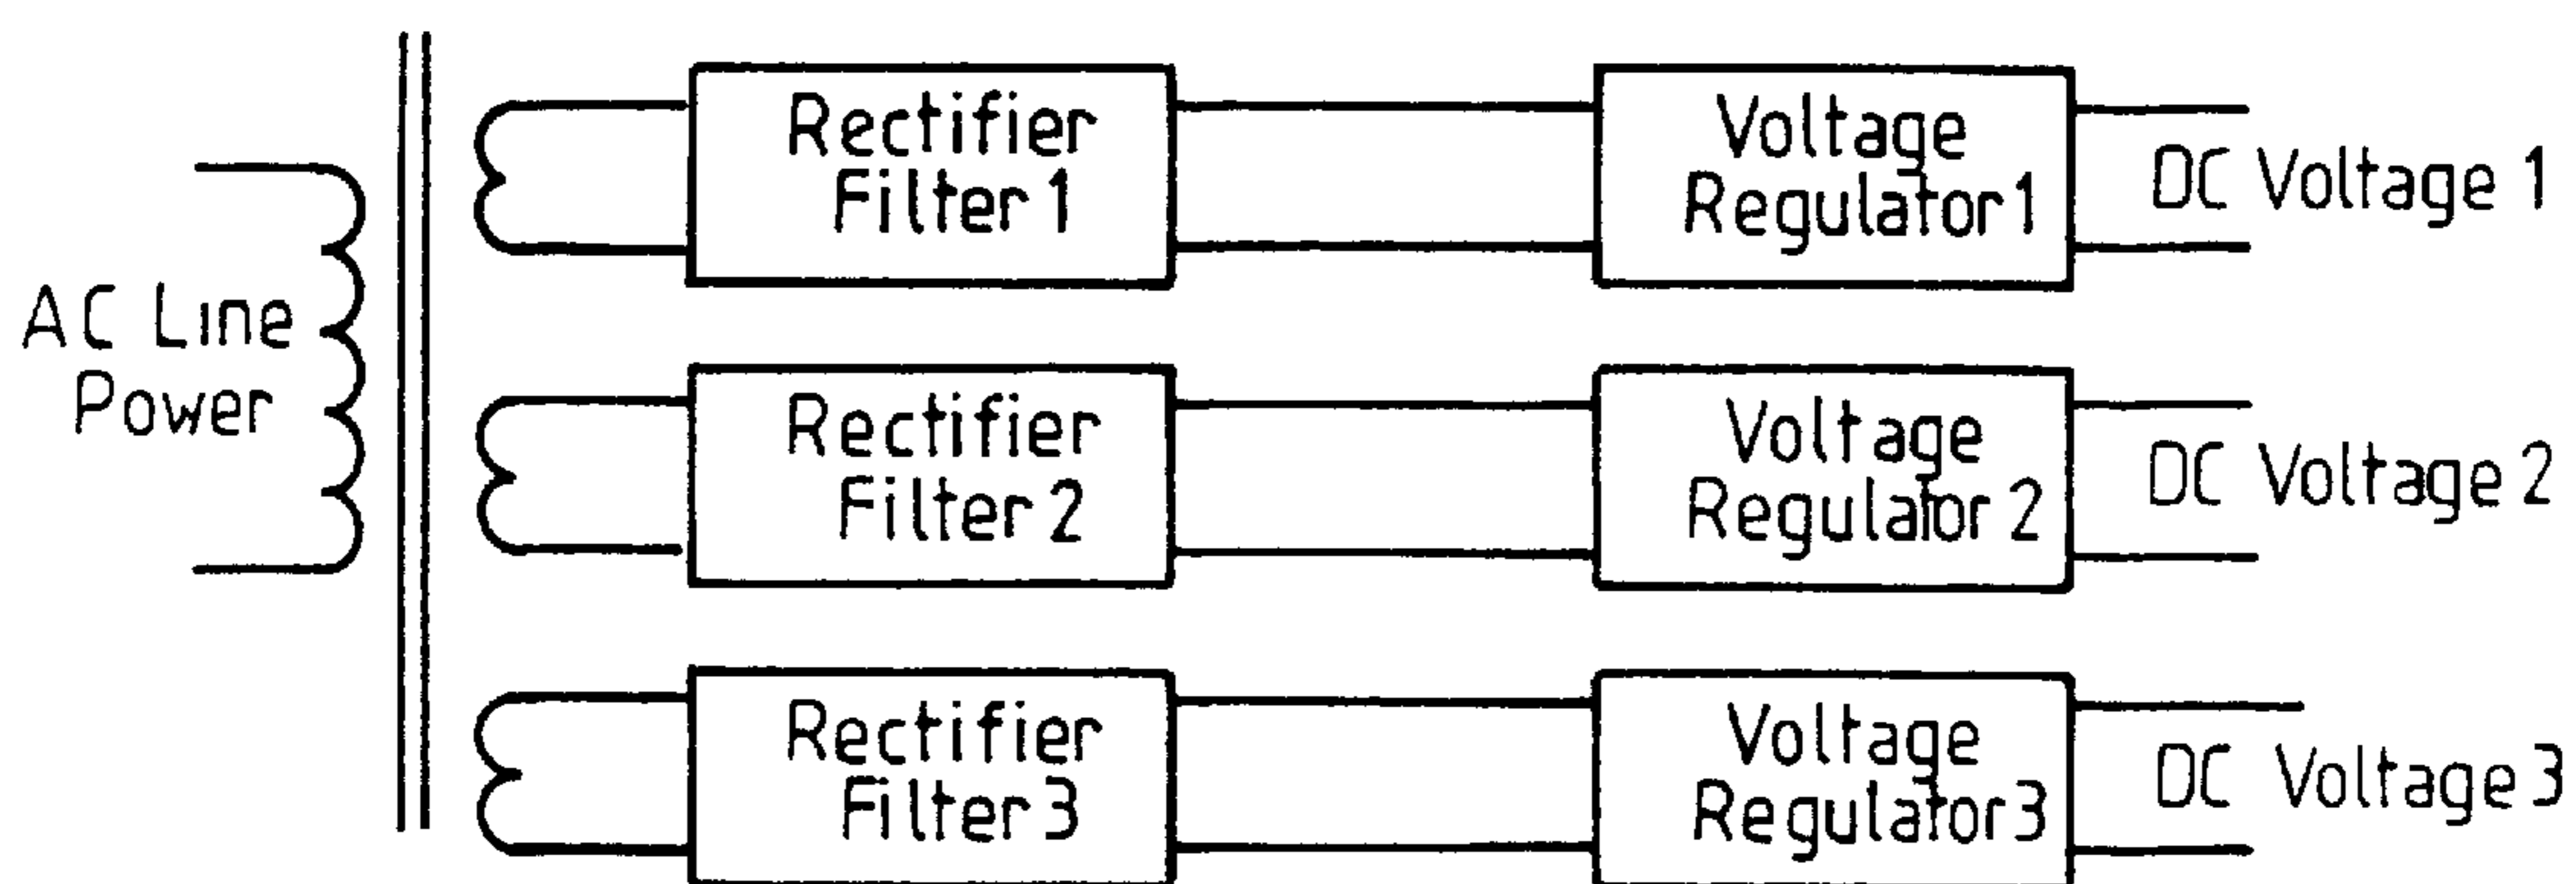 AC Line
Power
Rectifier
Filter 1
Voltage
Regulator 1
DC Voltage 1
Rectifier
Filter 2
Voltage
Regulator 2
DC Voltage 2
Rectifier
Filter 3
Voltage
Regulator 3
DC Voltage 3